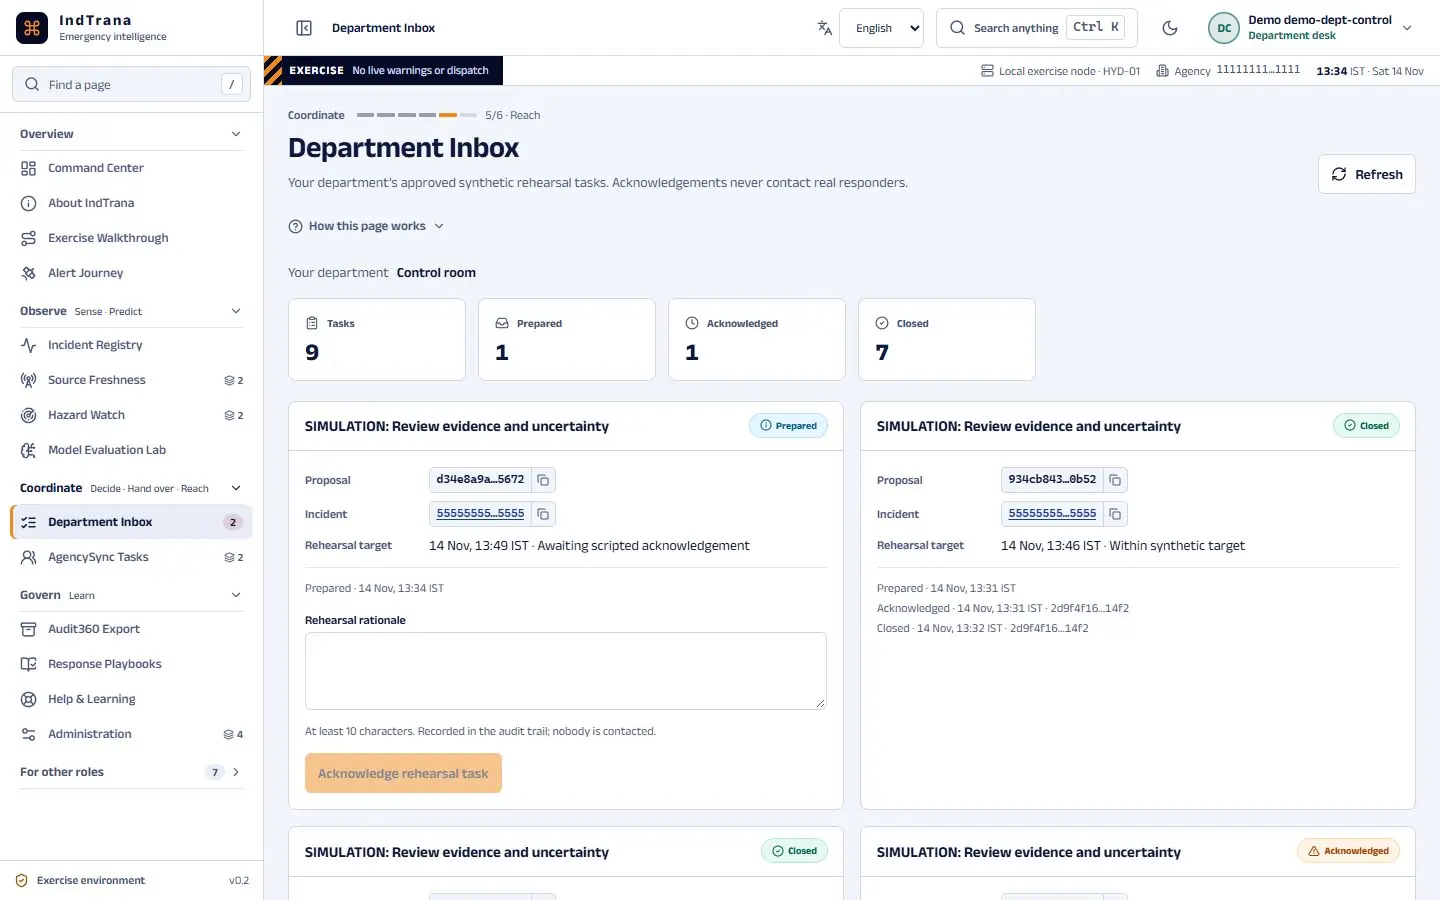 IndTrana
Emergency intelligence
Find a page /
Overview
Command Center
About IndTrana
Exercise Walkthrough
Alert Journey
Observe Sense · Predict
Incident Registry
Source Freshness 2
Hazard Watch 2
Model Evaluation Lab
Coordinate Decide · Hand over · Reach
Department Inbox 2
AgencySync Tasks 2
Govern Learn
Audit360 Export
Response Playbooks
Help & Learning
Administration 4
For other roles 7
Exercise environment v0.2
Department Inbox
English
Search anything Ctrl K
DC
Demo demo-dept-control
Department desk
EXERCISE No live warnings or dispatch
Local exercise node · HYD-01
Agency 11111111…1111
13:34 IST · Sat 14 Nov
Coordinate 5/6 · Reach
Department Inbox
Your department's approved synthetic rehearsal tasks. Acknowledgements never contact real responders.
Refresh
How this page works
Your department Control room
Tasks
9
Prepared
1
Acknowledged
1
Closed
7
SIMULATION: Review evidence and uncertainty Prepared
Proposal d34e8a9a…5672
Incident 55555555…5555
Rehearsal target 14 Nov, 13:49 IST · Awaiting scripted acknowledgement
Prepared · 14 Nov, 13:34 IST
Rehearsal rationale
At least 10 characters. Recorded in the audit trail; nobody is contacted.
Acknowledge rehearsal task
SIMULATION: Review evidence and uncertainty Closed
Proposal 934cb843…0b52
Incident 55555555…5555
Rehearsal target 14 Nov, 13:46 IST · Within synthetic target
Prepared · 14 Nov, 13:31 IST
Acknowledged · 14 Nov, 13:31 IST · 2d9f4f16…14f2
Closed · 14 Nov, 13:32 IST · 2d9f4f16…14f2
SIMULATION: Review evidence and uncertainty Closed
SIMULATION: Review evidence and uncertainty Acknowledged